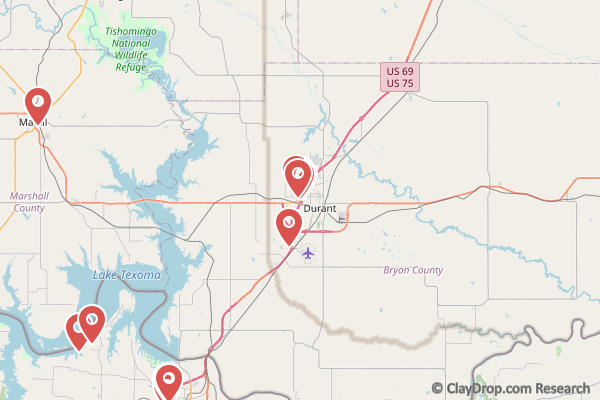 Tishomingo
National
Wildlife
Refuge
US 69
US 75
Marshall
County
Durant
Lake Texoma
Bryan County
© ClayDrop.com Research